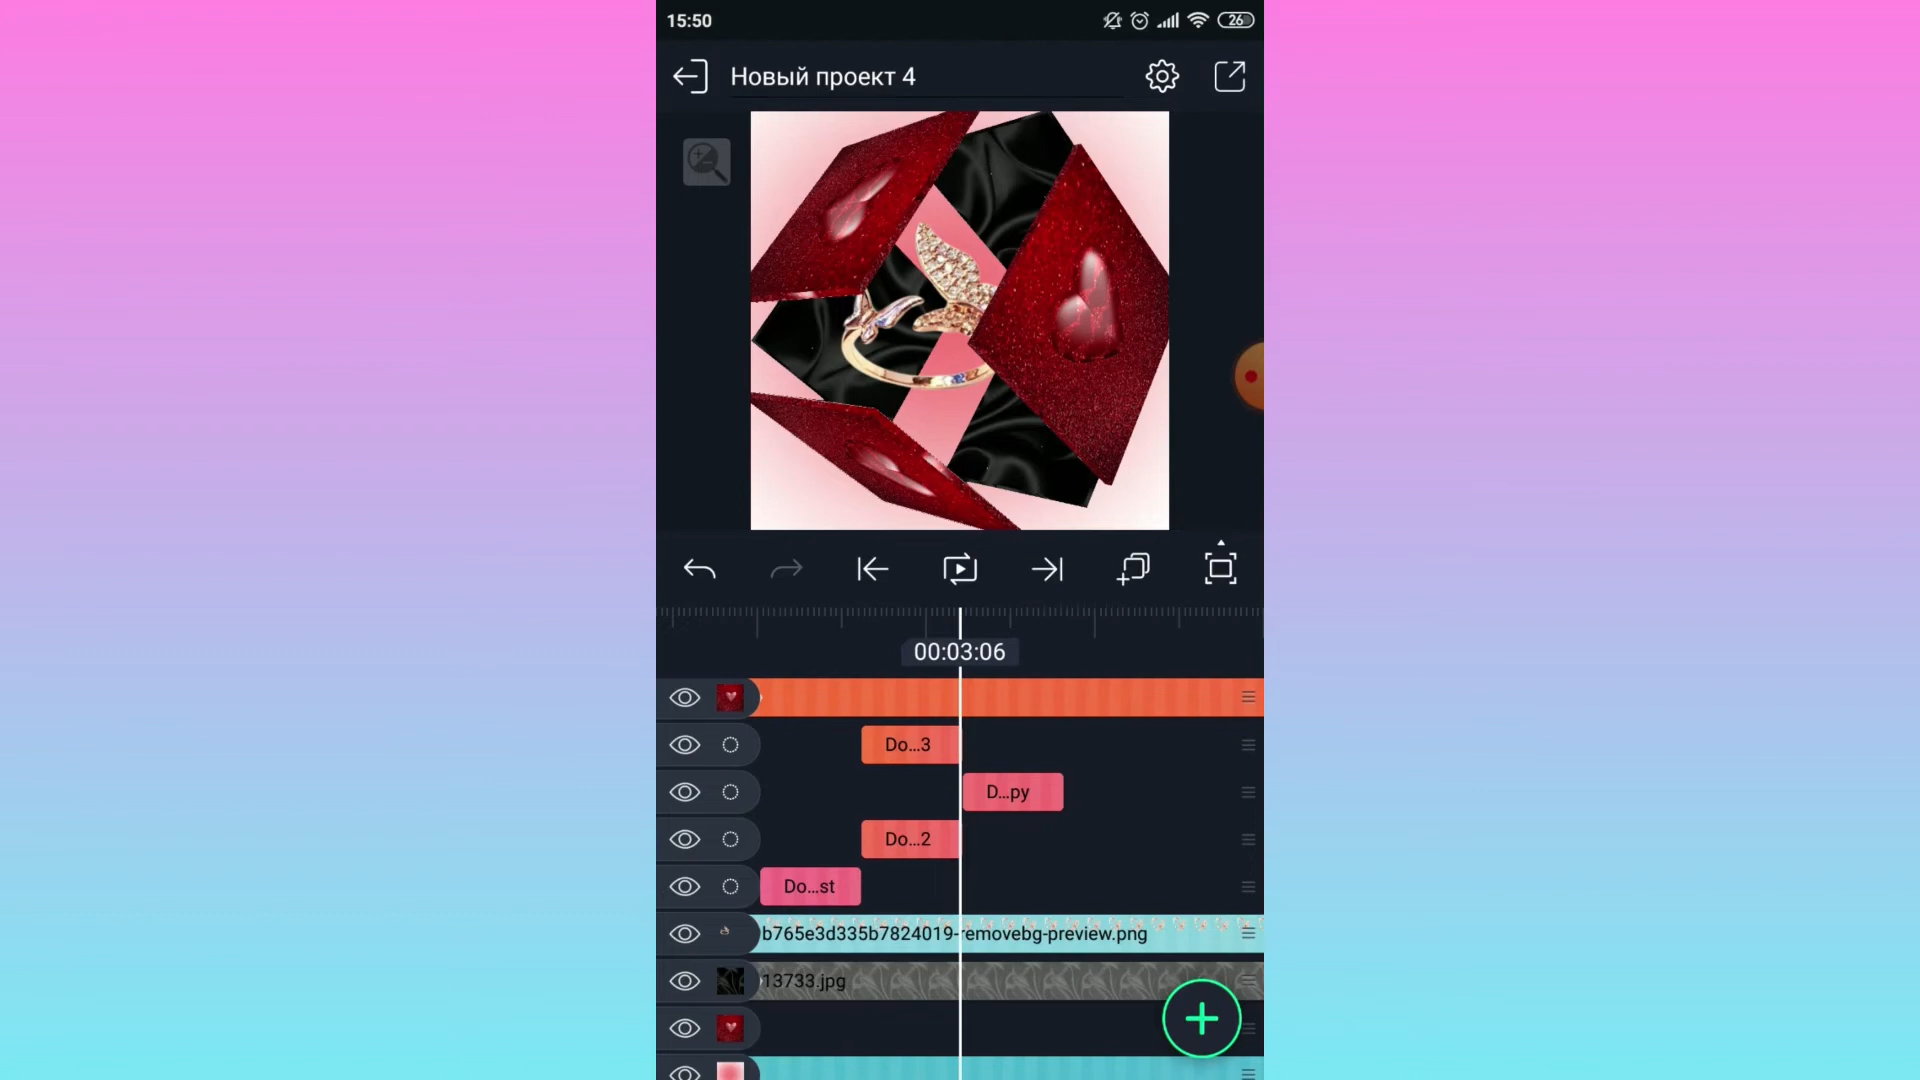 15:50
26
Новый проект 4
00:03:06
Do...3
D...py
Do...2
Do...st
b765e3d335b7824019-removebg-preview.png
13733.jpg